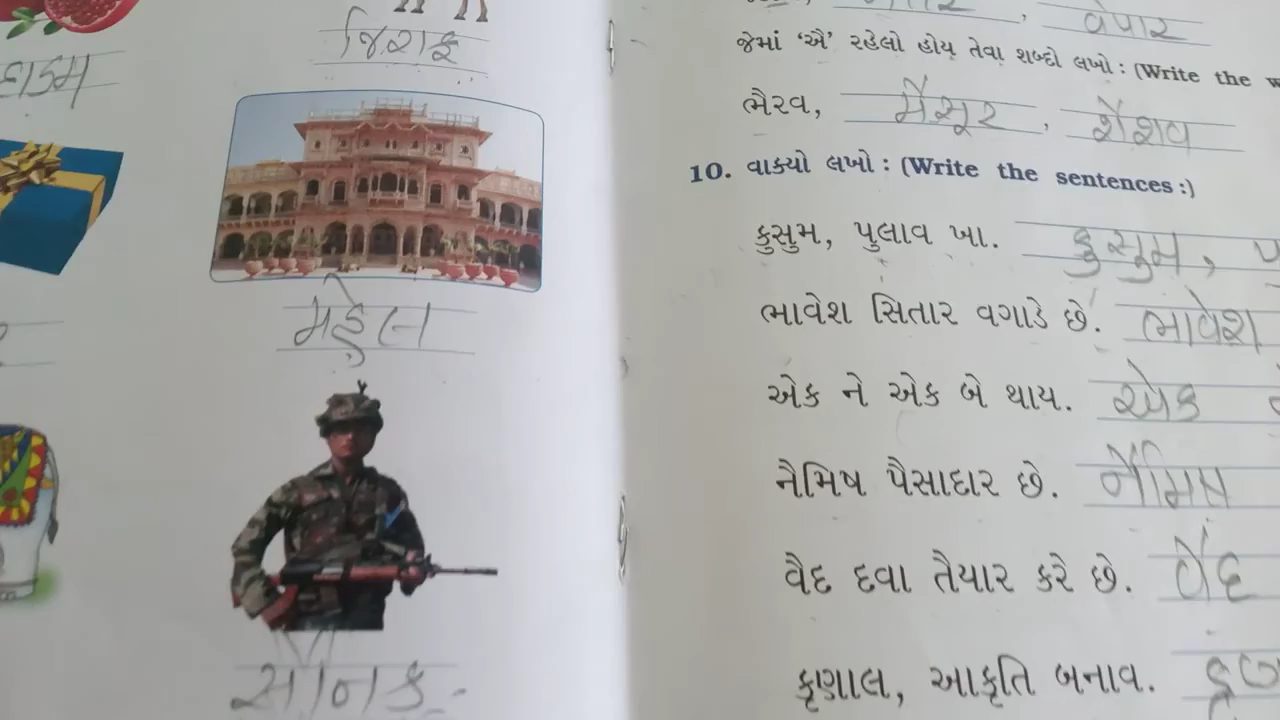 જિરાફ
દાડમ
મહેલ
સૈનિક
વેપાર
જેમાં ‘ઐ’ રહેલો હોય તેવા શબ્દો લખો : (Write the
ભૈરવ, મૈસૂર, શૈશવ
10. વાક્યો લખો : (Write the sentences :)
કુસુમ, પુલાવ ખા. કુસુમ, પ
ભાવેશ સિતાર વગાડે છે. ભાવેશ
એક ને એક બે થાય. એક
નૈમિષ પૈસાદાર છે. નૈમિષ
વૈદ દવા તૈયાર કરે છે. વૈદ
કૃણાલ, આકૃતિ બનાવ. કૃણ